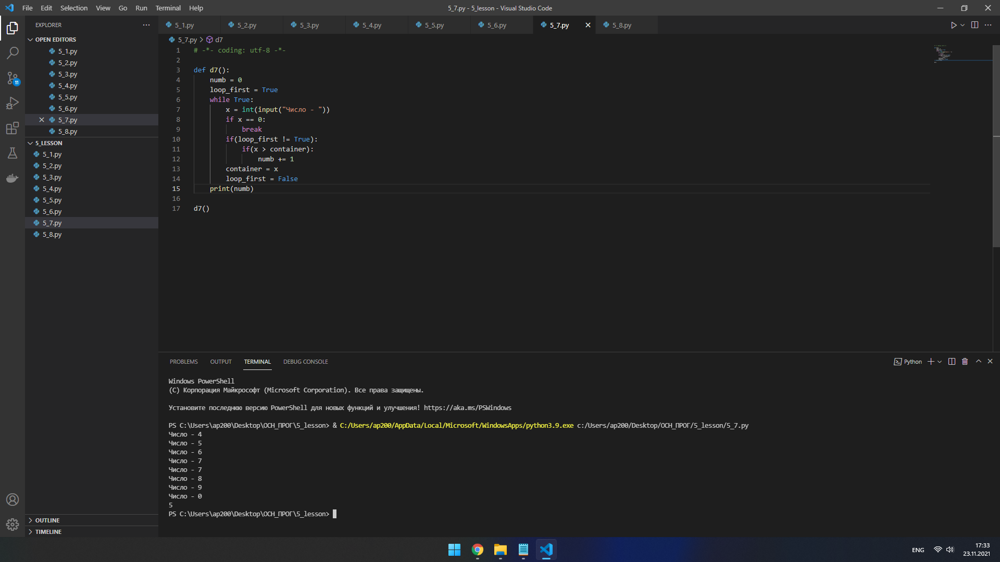 File Edit Selection View Go Run Terminal Help
5_7.py - 5_lesson - Visual Studio Code
EXPLORER
OPEN EDITORS
5_1.py
5_2.py
5_3.py
5_4.py
5_5.py
5_6.py
5_7.py
5_8.py
5_LESSON
5_1.py
5_2.py
5_3.py
5_4.py
5_5.py
5_6.py
5_7.py
5_8.py
OUTLINE
TIMELINE
11
5_1.py 5_2.py 5_3.py 5_4.py 5_5.py 5_6.py 5_7.py 5_8.py
5_7.py > d7
1 # -*- coding: utf-8 -*-
2
3 def d7():
4     numb = 0
5     loop_first = True
6     while True:
7         x = int(input("Число - "))
8         if x == 0:
9             break
10         if(loop_first != True):
11             if(x > container):
12                 numb += 1
13         container = x
14         loop_first = False
15     print(numb)
16
17 d7()
PROBLEMS OUTPUT TERMINAL DEBUG CONSOLE
Python
Windows PowerShell
(C) Корпорация Майкрософт (Microsoft Corporation). Все права защищены.
Установите последнюю версию PowerShell для новых функций и улучшения! https://aka.ms/PSWindows
PS C:\Users\ap200\Desktop\ОСН_ПРОГ\5_lesson> & C:/Users/ap200/AppData/Local/Microsoft/WindowsApps/python3.9.exe c:/Users/ap200/Desktop/ОСН_ПРОГ/5_lesson/5_7.py
Число - 4
Число - 5
Число - 6
Число - 7
Число - 7
Число - 8
Число - 9
Число - 0
5
PS C:\Users\ap200\Desktop\ОСН_ПРОГ\5_lesson>
ENG
17:33
23.11.2021